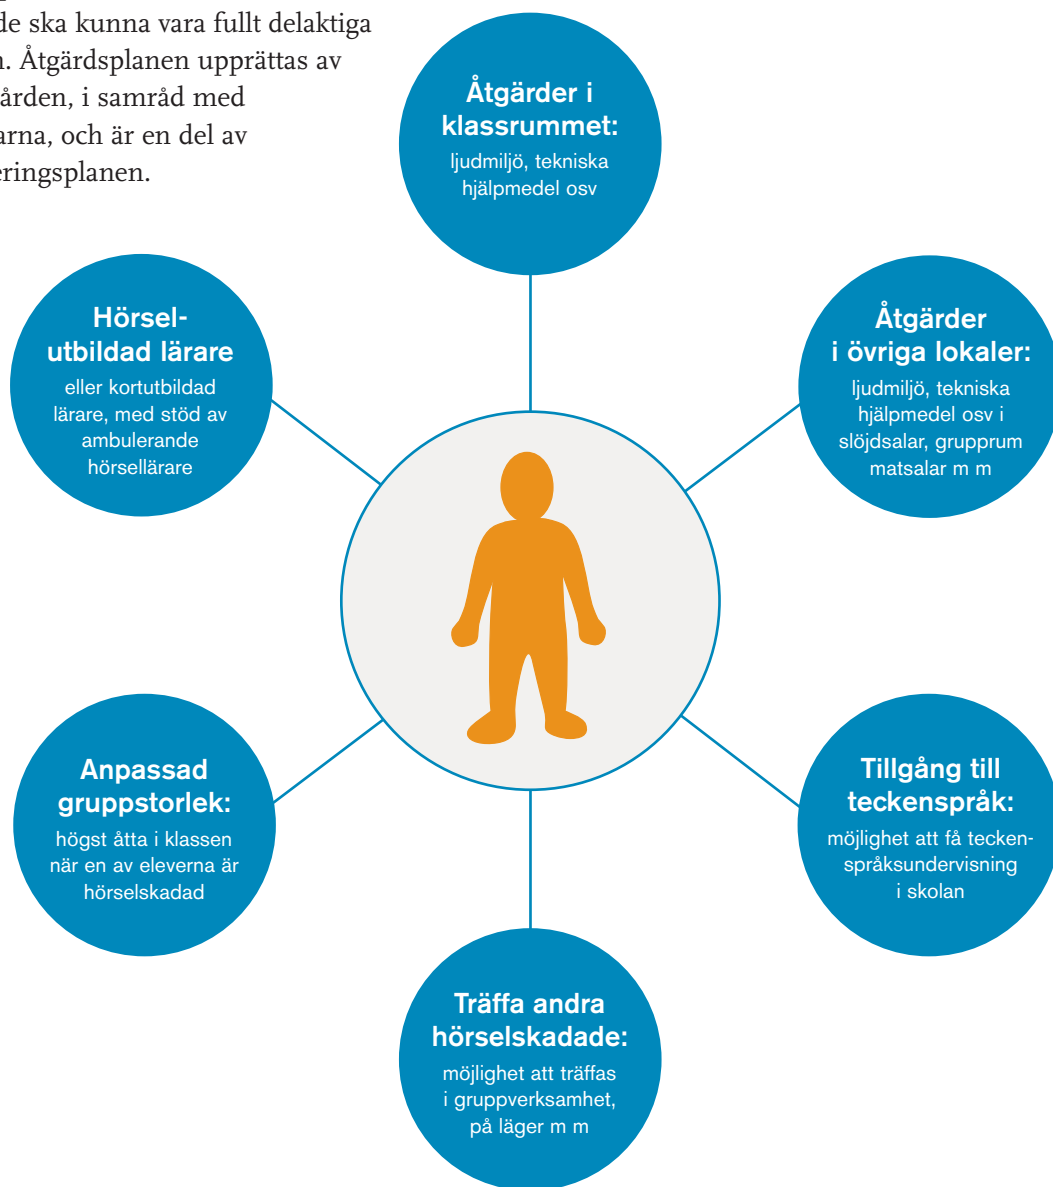 de ska kunna vara fullt delaktiga
Åtgärdsplanen upprättas av
i samråd med
och är en del av
Åtgärder i
klassrummet:
ljudmiljö, tekniska
hjälpmedel osv
Hörsel-
utbildad lärare
eller kortutbildad
lärare, med stöd av
ambulerande
hörsellärare
Åtgärder
i övriga lokaler:
ljudmiljö, tekniska
hjälpmedel osv i
slöjdsalar, grupprum
matsalar m m
Anpassad
gruppstorlek:
högst åtta i klassen
när en av eleverna är
hörselskadad
Tillgång till
teckenspråk:
möjlighet att få tecken-
språksundervisning
i skolan
Träffa andra
hörselskadade:
möjlighet att träffas
i gruppverksamhet,
på läger m m